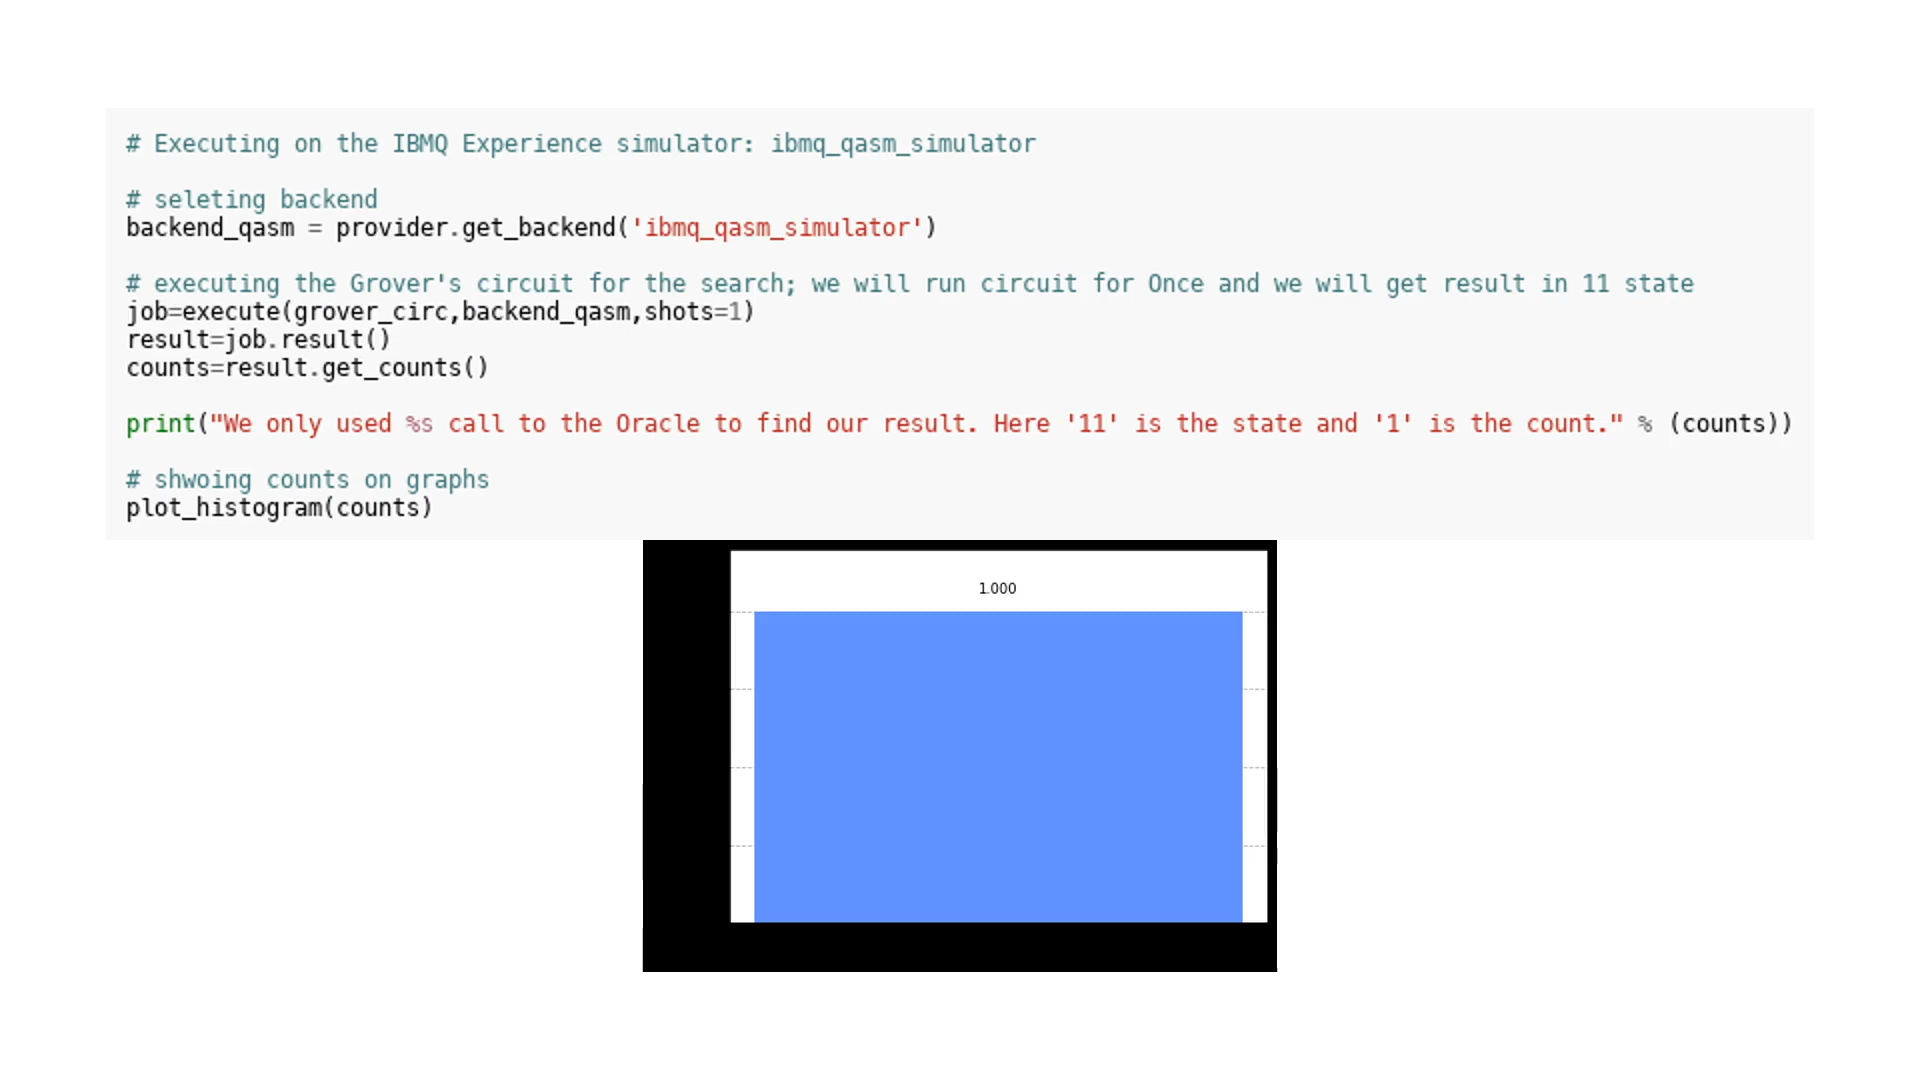 # Executing on the IBMQ Experience simulator: ibmq_qasm_simulator
# seleting backend
backend_qasm = provider.get_backend('ibmq_qasm_simulator')
# executing the Grover's circuit for the search; we will run circuit for Once and we will get result in 11 state
job=execute(grover_circ,backend_qasm,shots=1)
result=job.result()
counts=result.get_counts()
print("We only used %s call to the Oracle to find our result. Here '11' is the state and '1' is the count." % (counts))
# shwoing counts on graphs
plot_histogram(counts)
1.000